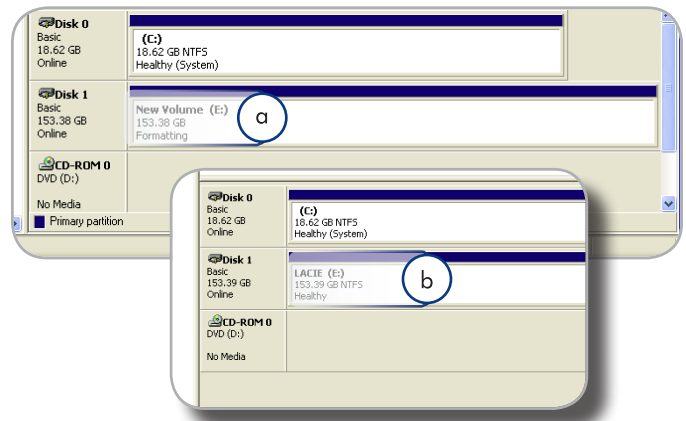 Disk 0
Basic
18.62 GB
Online
(C:)
18.62 GB NTFS
Healthy (System)
Disk 1
Basic
153.38 GB
Online
New Volume (E:)
153.38 GB
Formatting
a
CD-ROM 0
DVD (D:)
No Media
Primary partition
Disk 0
Basic
18.62 GB
Online
(C:)
18.62 GB NTFS
Healthy (System)
Disk 1
Basic
153.39 GB
Online
LACIE (E:)
153.39 GB NTFS
Healthy
b
CD-ROM 0
DVD (D:)
No Media